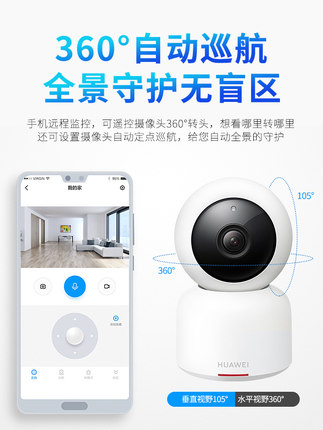 360°自动巡航
全景守护无盲区
手机远程监控,可遥控摄像头360°转头,想看哪里转哪里
还可设置摄像头自动定点巡航,给您自动全景的守护
我的家
105°
360°
HUAWEI
垂直视野105°
水平视野360°